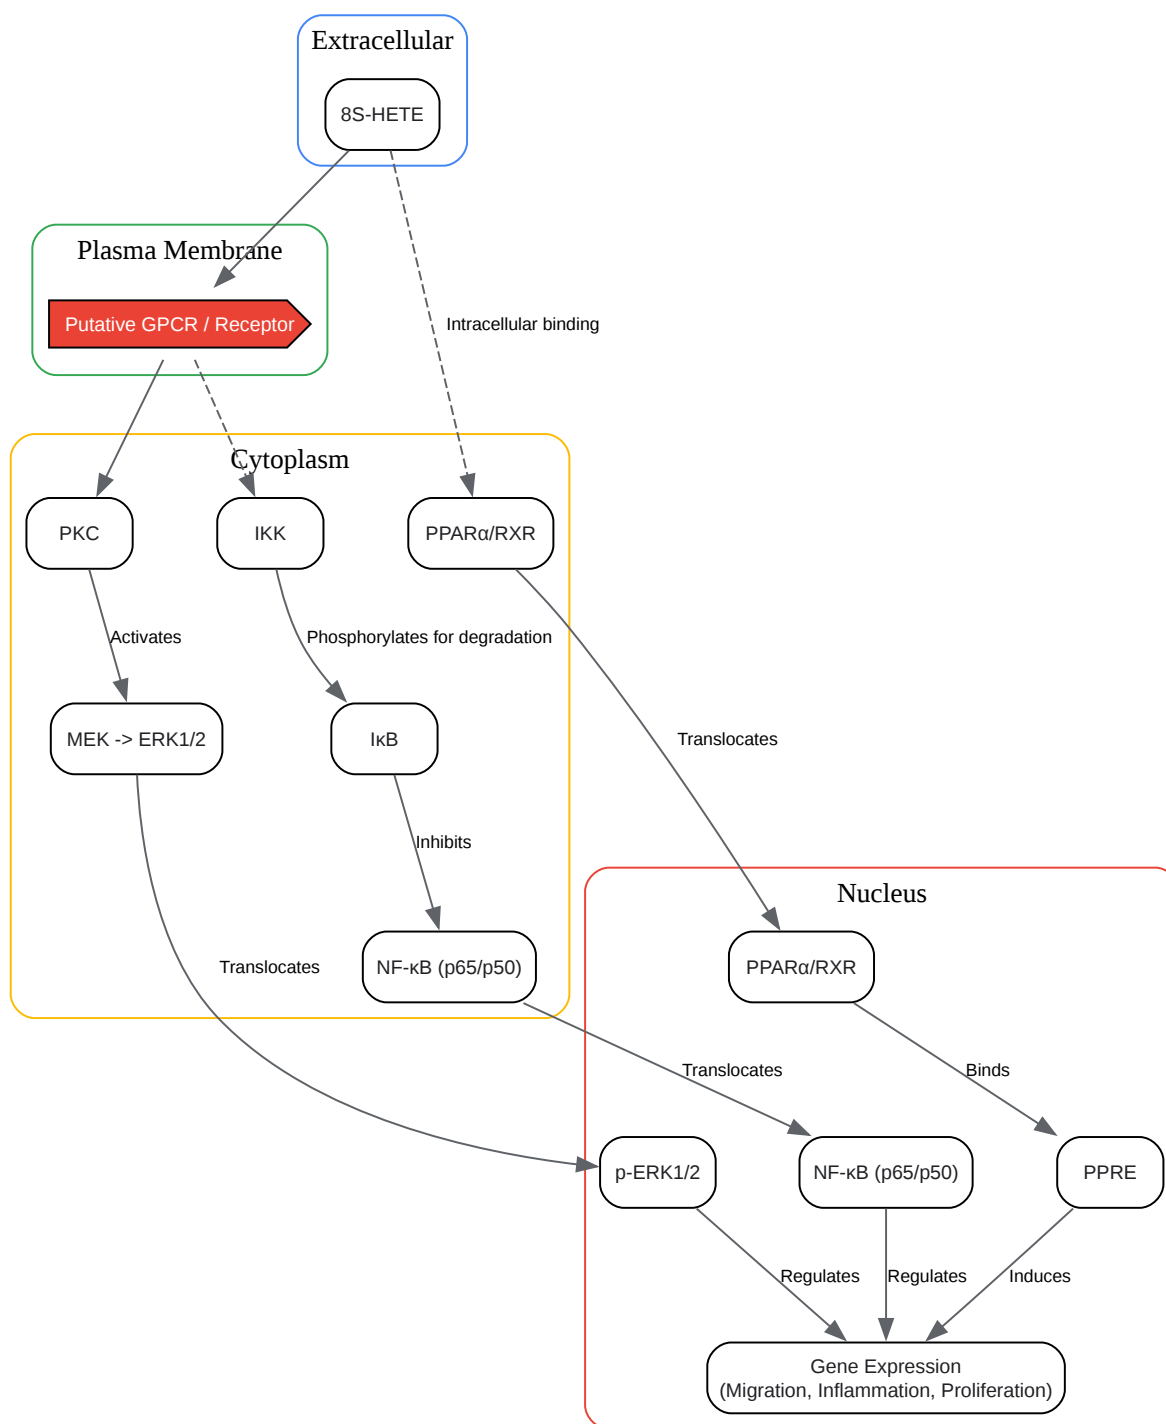 Extracellular
8S-HETE
Plasma Membrane
Putative GPCR / Receptor
Intracellular binding
Cytoplasm
PKC
IKK
PPARα/RXR
Activates
Phosphorylates for degradation
MEK -> ERK1/2
IκB
Translocates
Inhibits
Nucleus
Translocates
NF-κB (p65/p50)
PPARα/RXR
Translocates
Binds
p-ERK1/2
NF-κB (p65/p50)
PPRE
Regulates
Regulates
Induces
Gene Expression
(Migration, Inflammation, Proliferation)